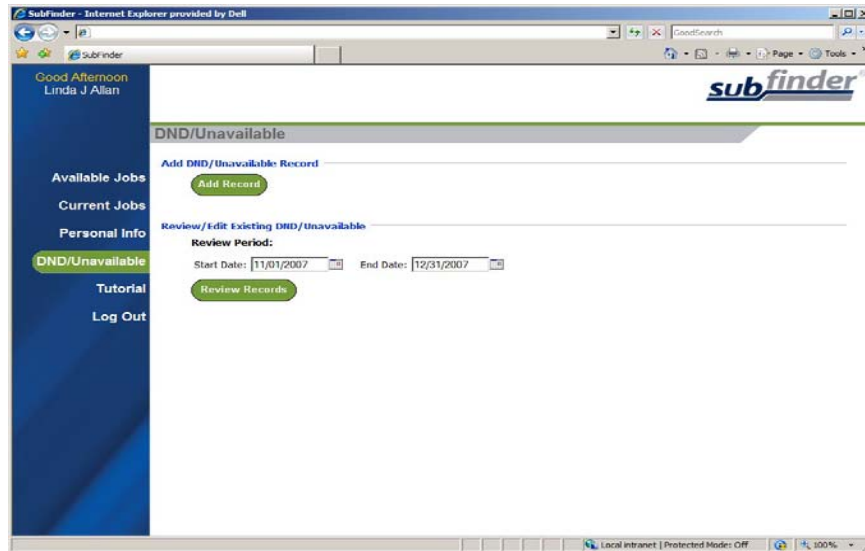 SubFinder - Internet Explorer provided by Dell
GoodSearch
SubFinder
Page
Tools
Good Afternoon
Linda J Allan
subfinder®
DND/Unavailable
Add DND/Unavailable Record
Add Record
Available Jobs
Current Jobs
Personal Info
DND/Unavailable
Tutorial
Log Out
Review/Edit Existing DND/Unavailable
Review Period:
Start Date: 11/01/2007 End Date: 12/31/2007
Review Records
Local intranet | Protected Mode: Off 100%